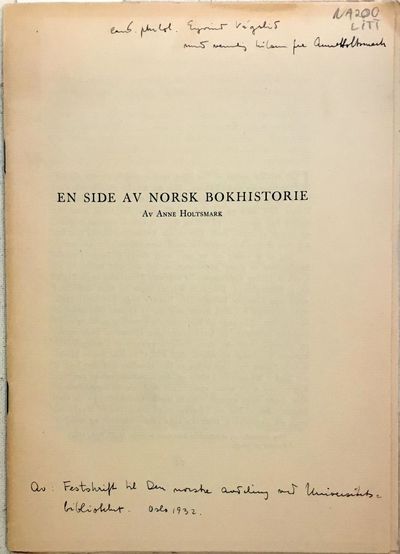 NA200
LITT
cand. philol. Eyvind
med vennlig hilsen fra Anne Holtsmark
EN SIDE AV NORSK BOKHISTORIE
Av Anne Holtsmark
Av: Festskrift til Den norske avdeling ved Universitets-
biblioteket. Oslo 1932.